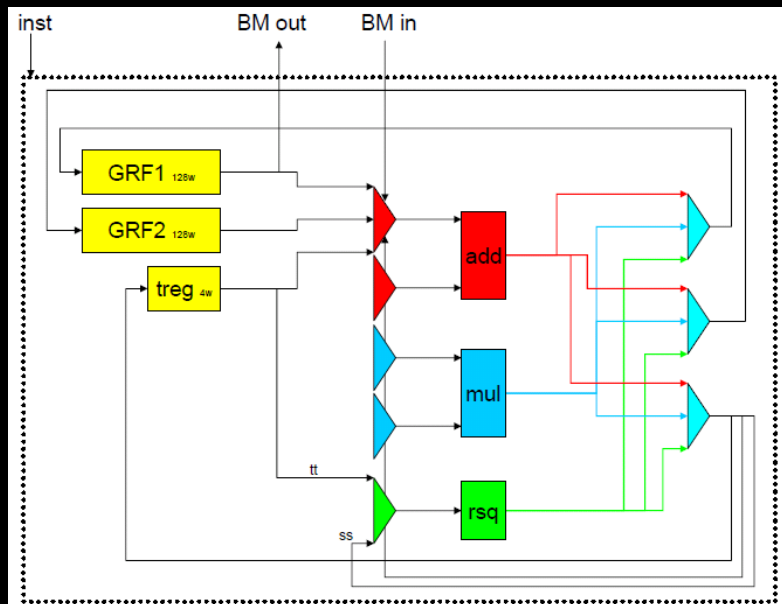 inst
BM out
BM in
GRF1 128w
GRF2 128w
treg 4w
add
mul
tt
rsq
ss